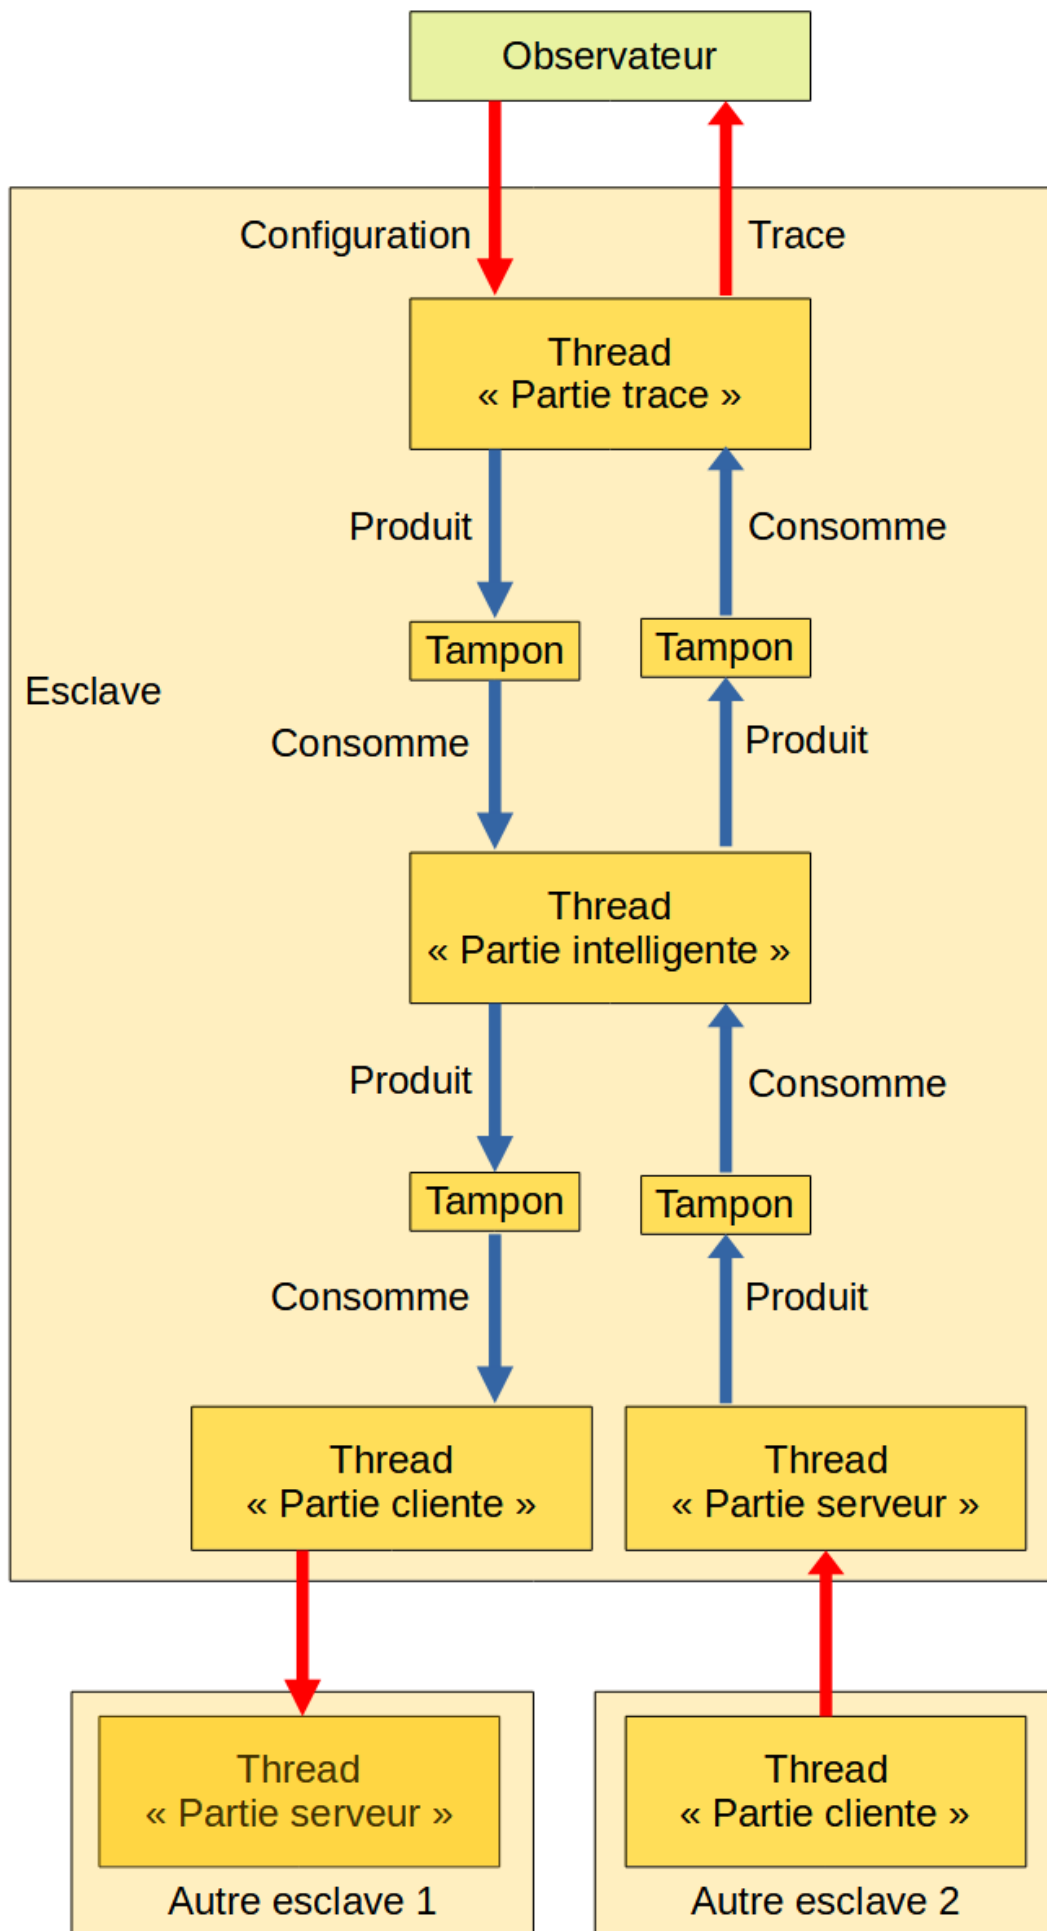 Observateur
Configuration
Trace
Thread
« Partie trace »
Produit
Consomme
Tampon
Tampon
Esclave
Consomme
Produit
Thread
« Partie intelligente »
Produit
Consomme
Tampon
Tampon
Consomme
Produit
Thread
« Partie cliente »
Thread
« Partie serveur »
Thread
« Partie serveur »
Thread
« Partie cliente »
Autre esclave 1
Autre esclave 2